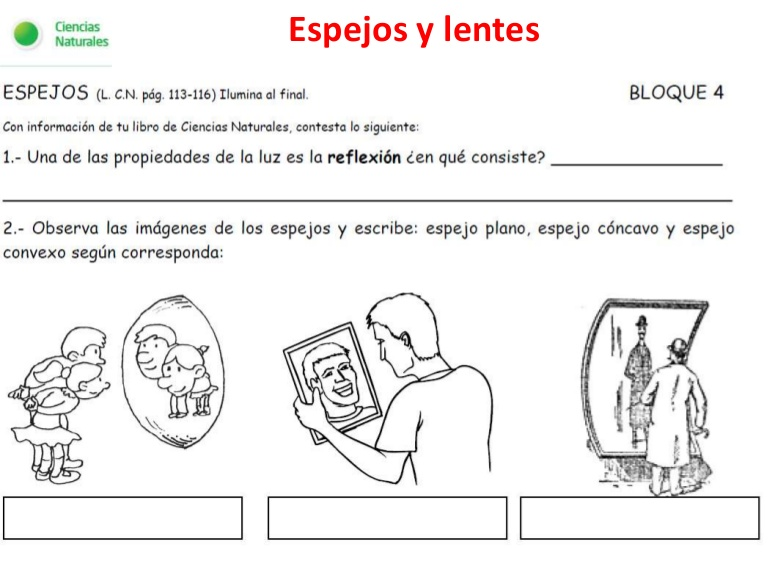 Ciencias
Naturales
Espejos y lentes
ESPEJOS (L. C.N. pág. 113-116) Ilumina al final.
BLOQUE 4
Con información de tu libro de Ciencias Naturales, contesta lo siguiente:
1.- Una de las propiedades de la luz es la reflexión ¿en qué consiste? ____________________
2.- Observa las imágenes de los espejos y escribe: espejo plano, espejo cóncavo y espejo
convexo según corresponda: